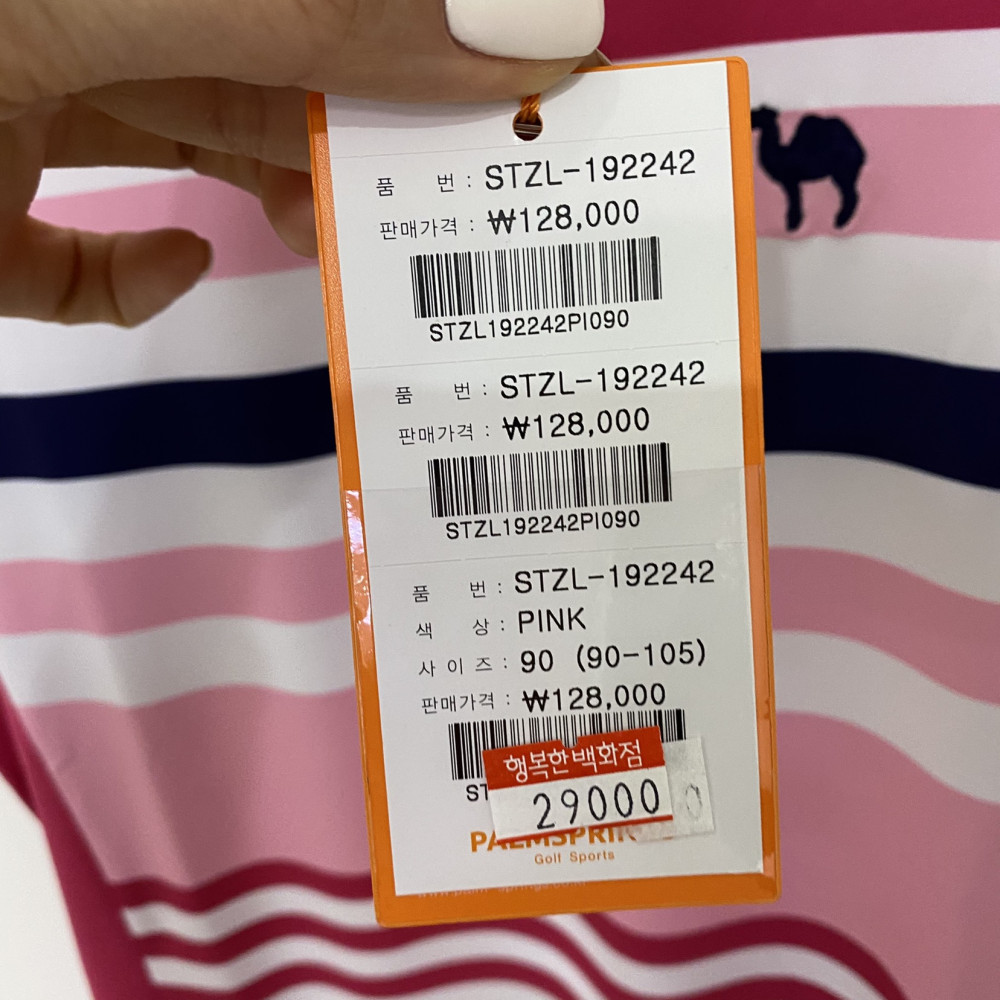 품 번 : STZL-192242
판매가격 : ₩128,000
STZL192242PI090
품 번 : STZL-192242
판매가격 : ₩128,000
STZL192242PI090
품 번 : STZL-192242
색 상 : PINK
사 이 즈 : 90 (90-105)
판매가격 : ₩128,000
행복한백화점
29000
Golf Sports